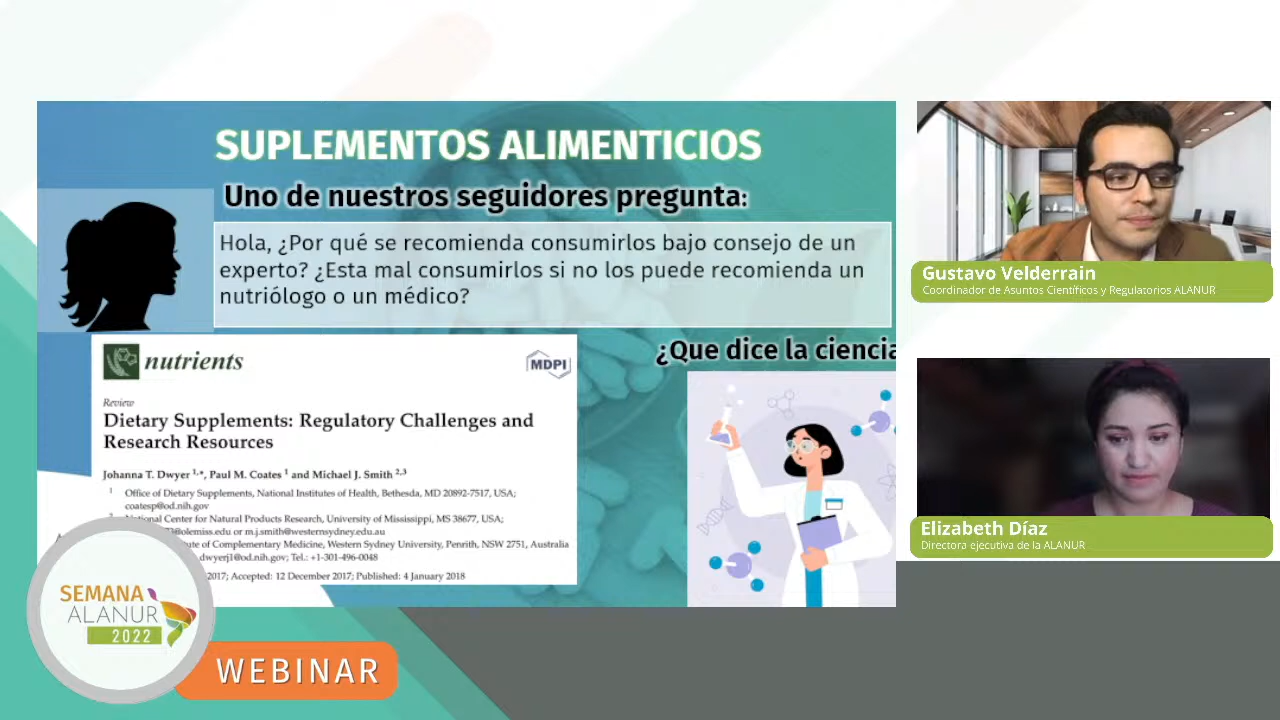 SUPLEMENTOS ALIMENTICIOS
Uno de nuestros seguidores pregunta:
Hola, ¿Por qué se recomienda consumirlos bajo consejo de un
experto? ¿Esta mal consumirlos si no los puede recomienda un
nutriólogo o un médico?
nutrients
MDPI
Review
Dietary Supplements: Regulatory Challenges and
Research Resources
Johanna T. Dwyer 1,*, Paul M. Coates 1 and Michael J. Smith 2,3
1 Office of Dietary Supplements, National Institutes of Health, Bethesda, MD 20892-7517, USA;
coatesp@od.nih.gov
National Center for Natural Products Research, University of Mississippi, MS 38677, USA;
@olemiss.edu or m.j.smith@westernsydney.edu.au
of Complementary Medicine, Western Sydney University, Penrith, NSW 2751, Australia
dwyerj1@od.nih.gov; Tel.: +1-301-496-0048
2017; Accepted: 12 December 2017; Published: 4 January 2018
¿Que dice la ciencia
Gustavo Velderrain
Coordinador de Asuntos Científicos y Regulatorios ALANUR
Elizabeth Díaz
Directora ejecutiva de la ALANUR
SEMANA
ALANUR
2022
WEBINAR